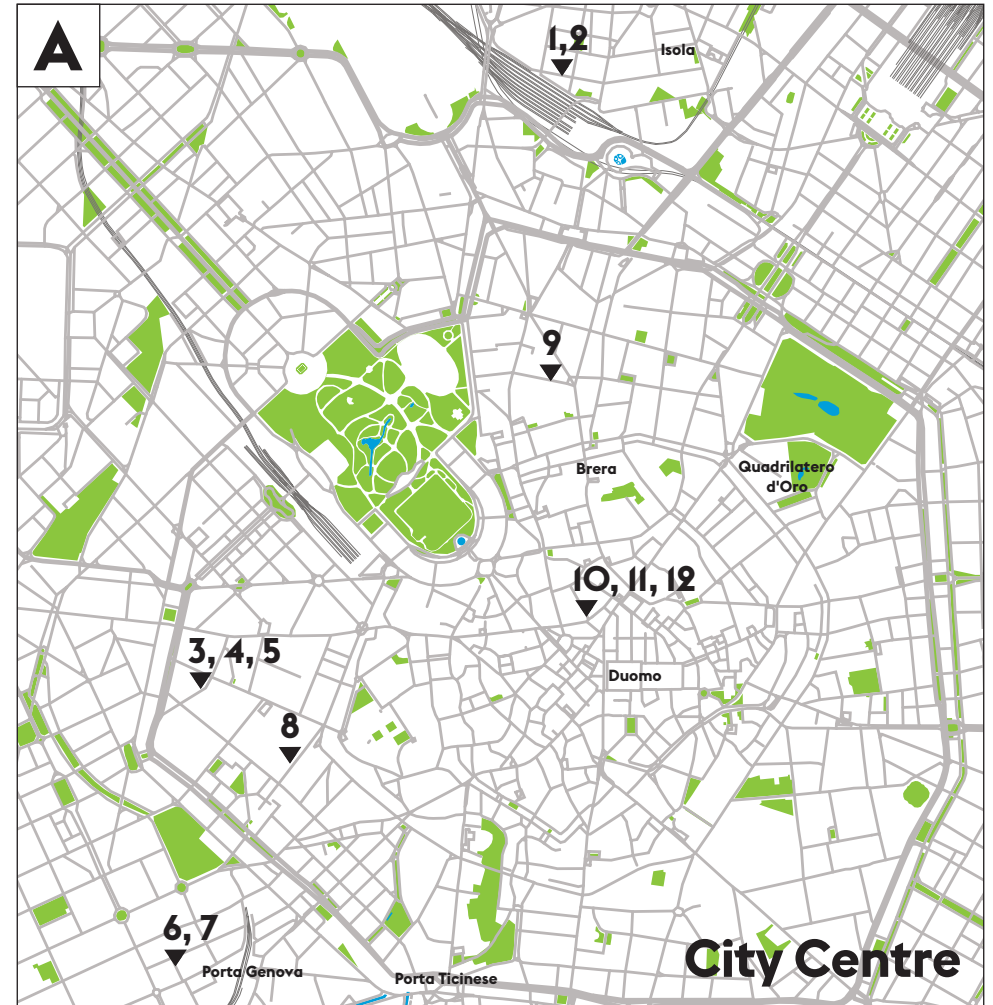 A
1,2
Isola
9
Brera
Quadrilatero
d'Oro
10, 11, 12
3, 4, 5
Duomo
8
6, 7
Porta Genova
Porta Ticinese
City Centre